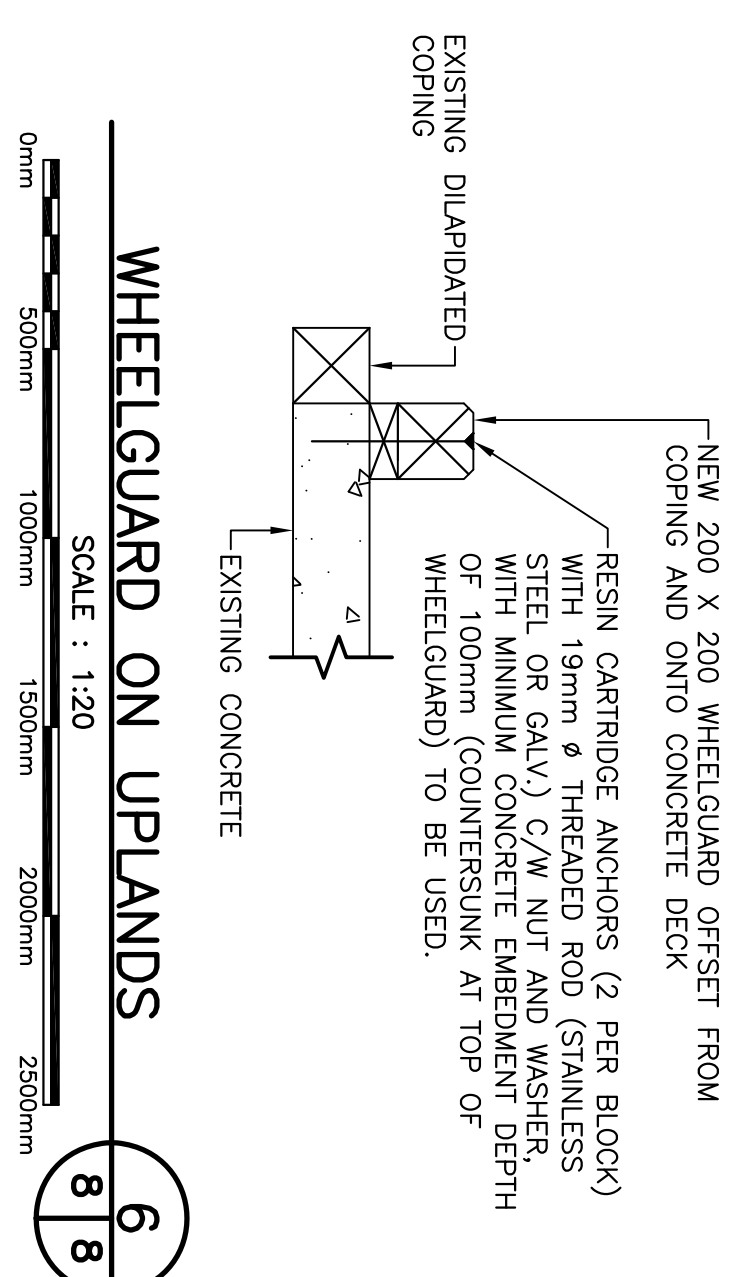 NEW 200 X 200 WHEELGUARD OFFSET FROM
COPING AND ONTO CONCRETE DECK
RESIN CARTRIDGE ANCHORS (2 PER BLOCK)
WITH 19mm ø THREADED ROD (STAINLESS
STEEL OR GALV.) C/W NUT AND WASHER,
WITH MINIMUM CONCRETE EMBEDMENT DEPTH
OF 100mm (COUNTERSUNK AT TOP OF
WHEELGUARD) TO BE USED.
EXISTING DILAPIDATED
COPING
EXISTING CONCRETE
WHEELGUARD ON UPLANDS
6
8 8
SCALE : 1:20
0mm 500mm 1000mm 1500mm 2000mm 2500mm